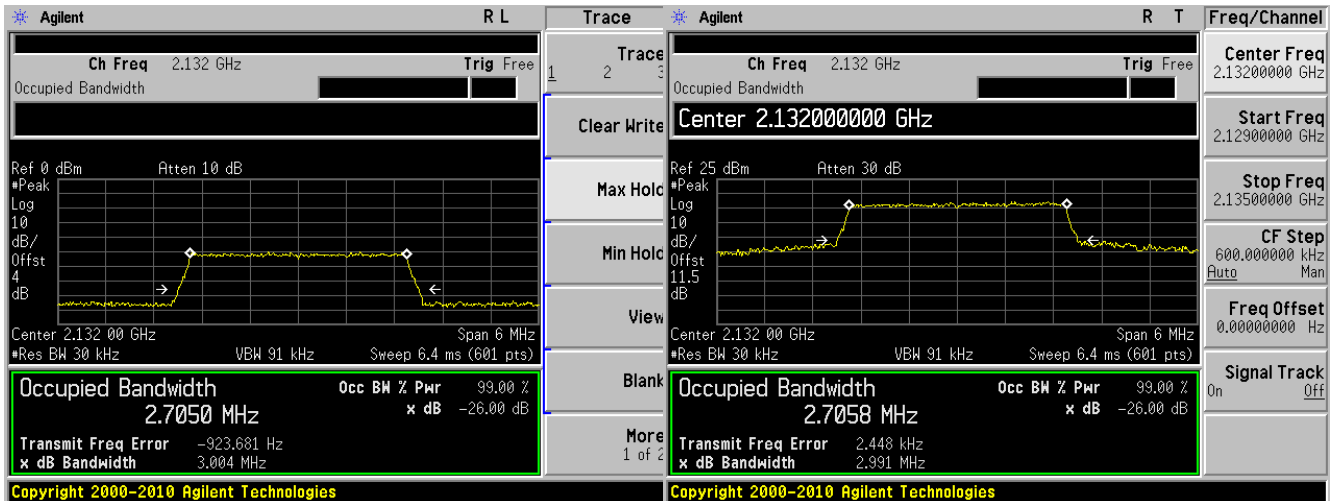 Agilent R L Trace
Ch Freq 2.132 GHz Trig Free
Occupied Bandwidth
Ref 0 dBm Atten 10 dB
#Peak
Log
10
dB/
Offst
4
dB
Center 2.132 00 GHz Span 6 MHz
#Res BW 30 kHz VBW 91 kHz Sweep 6.4 ms (601 pts)
Occupied Bandwidth Occ BW % Pwr 99.00 %
2.7050 MHz x dB -26.00 dB
Transmit Freq Error -923.681 Hz
x dB Bandwidth 3.004 MHz
Copyright 2000-2010 Agilent Technologies
Trace
1 2 3
Clear Write
Max Hold
Min Hold
View
Blank
More
1 of 2
Agilent R T Freq/Channel
Ch Freq 2.132 GHz Trig Free
Occupied Bandwidth
Center 2.132000000 GHz
Ref 25 dBm Atten 30 dB
#Peak
Log
10
dB/
Offst
11.5
dB
Center 2.132 00 GHz Span 6 MHz
#Res BW 30 kHz VBW 91 kHz Sweep 6.4 ms (601 pts)
Occupied Bandwidth Occ BW % Pwr 99.00 %
2.7058 MHz x dB -26.00 dB
Transmit Freq Error 2.448 kHz
x dB Bandwidth 2.991 MHz
Copyright 2000-2010 Agilent Technologies
Center Freq
2.13200000 GHz
Start Freq
2.12900000 GHz
Stop Freq
2.13500000 GHz
CF Step
600.000000 kHz
Auto Man
Freq Offset
0.00000000 Hz
Signal Track
On Off